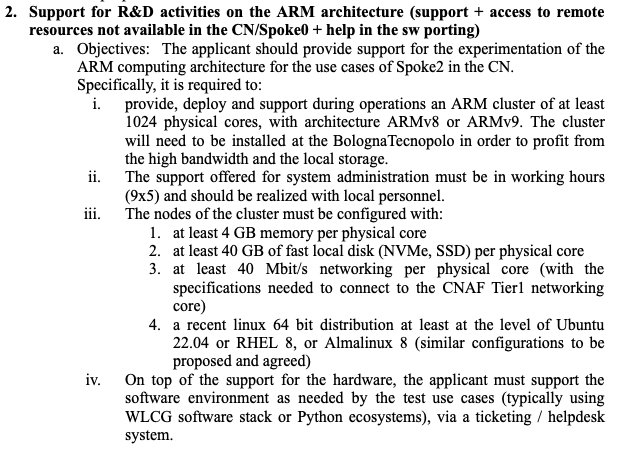 2. Support for R&D activities on the ARM architecture (support + access to remote
resources not available in the CN/Spoke0 + help in the sw porting)
a. Objectives: The applicant should provide support for the experimentation of the
ARM computing architecture for the use cases of Spoke2 in the CN.
Specifically, it is required to:
i. provide, deploy and support during operations an ARM cluster of at least
1024 physical cores, with architecture ARMv8 or ARMv9. The cluster
will need to be installed at the BolognaTecnopolo in order to profit from
the high bandwidth and the local storage.
ii. The support offered for system administration must be in working hours
(9x5) and should be realized with local personnel.
iii. The nodes of the cluster must be configured with:
1. at least 4 GB memory per physical core
2. at least 40 GB of fast local disk (NVMe, SSD) per physical core
3. at least 40 Mbit/s networking per physical core (with the
specifications needed to connect to the CNAF Tier1 networking
core)
4. a recent linux 64 bit distribution at least at the level of Ubuntu
22.04 or RHEL 8, or Almalinux 8 (similar configurations to be
proposed and agreed)
iv. On top of the support for the hardware, the applicant must support the
software environment as needed by the test use cases (typically using
WLCG software stack or Python ecosystems), via a ticketing / helpdesk
system.